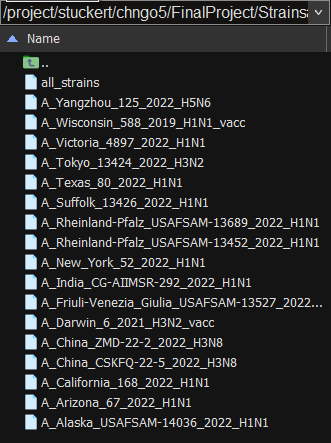 /project/stuckert/chngo5/FinalProject/Strains
Name
..
all_strains
A_Yangzhou_125_2022_H5N6
A_Wisconsin_588_2019_H1N1_vacc
A_Victoria_4897_2022_H1N1
A_Tokyo_13424_2022_H3N2
A_Texas_80_2022_H1N1
A_Suffolk_13426_2022_H1N1
A_Rheinland-Pfalz_USAFSAM-13689_2022_H1N1
A_Rheinland-Pfalz_USAFSAM-13452_2022_H1N1
A_New_York_52_2022_H1N1
A_India_CG-AIIMSR-292_2022_H1N1
A_Friuli-Venezia_Giulia_USAFSAM-13527_2022...
A_Darwin_6_2021_H3N2_vacc
A_China_ZMD-22-2_2022_H3N8
A_China_CSKFQ-22-5_2022_H3N8
A_California_168_2022_H1N1
A_Arizona_67_2022_H1N1
A_Alaska_USAFSAM-14036_2022_H1N1